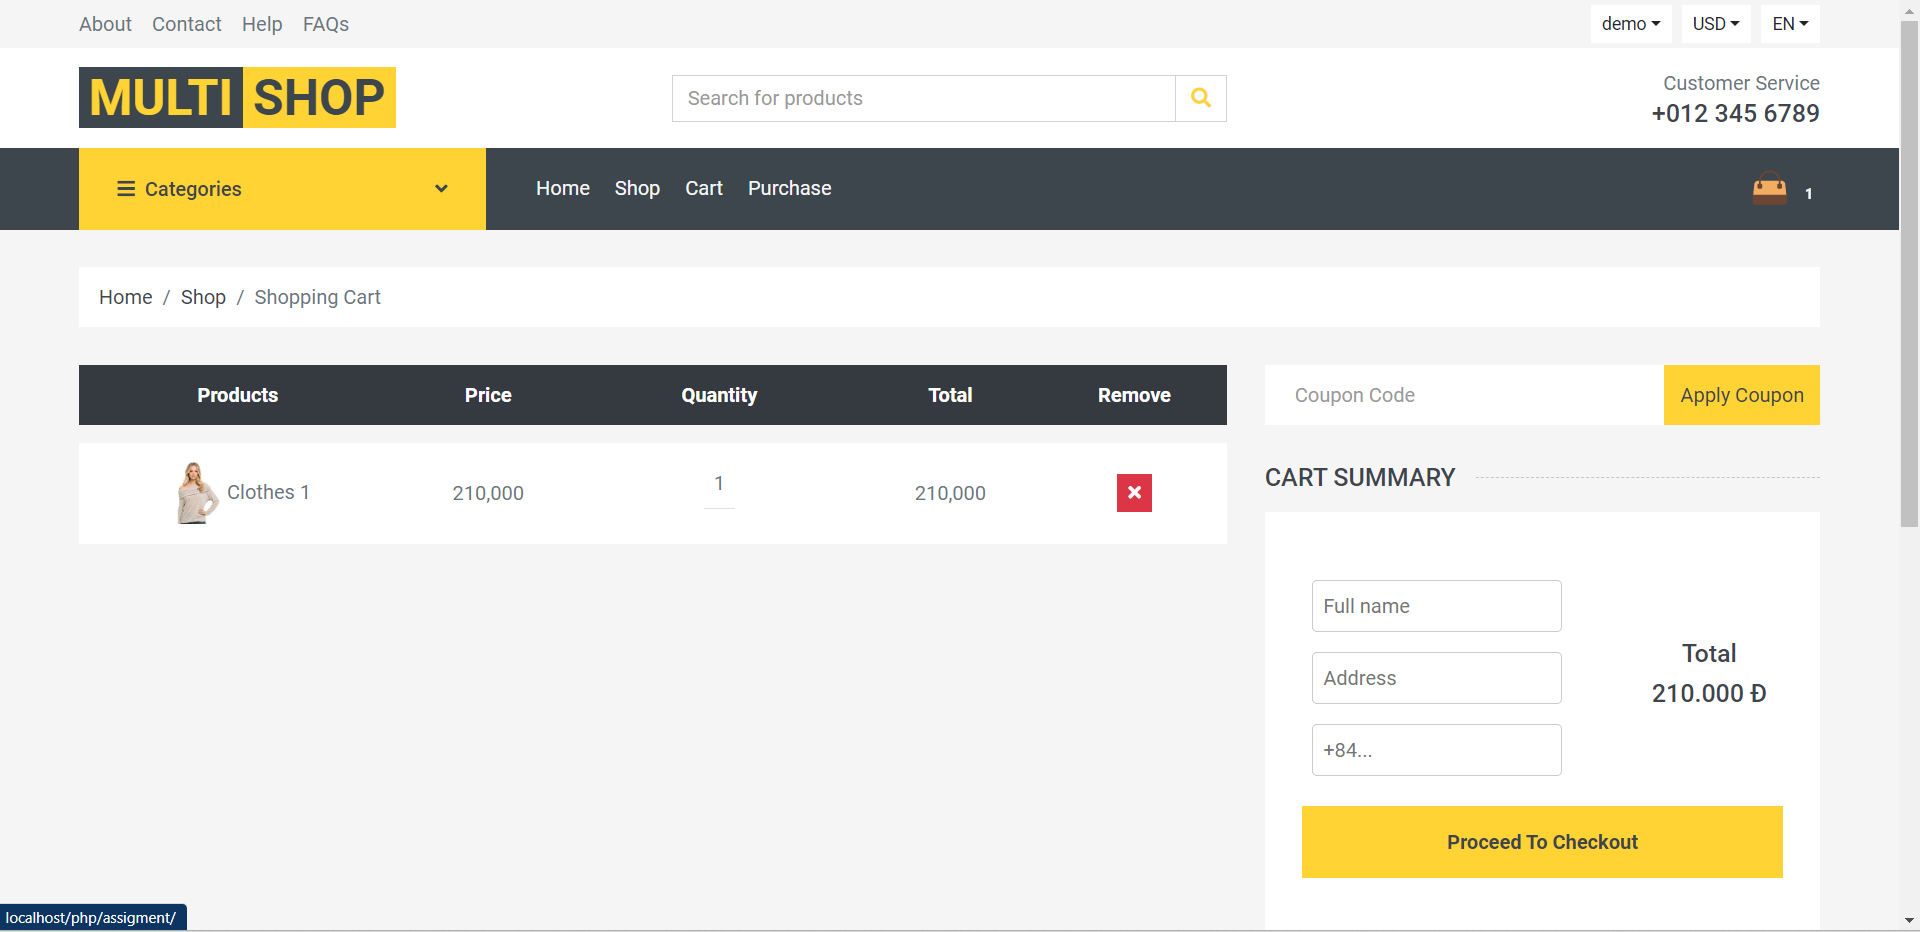 About Contact Help FAQs
demo USD EN
MULTI SHOP
Search for products
Customer Service
+012 345 6789
Categories
Home Shop Cart Purchase
1
Home / Shop / Shopping Cart
Products Price Quantity Total Remove
Clothes 1 210,000 1 210,000
Coupon Code Apply Coupon
CART SUMMARY
Full name
Address
+84...
Total
210.000 Đ
Proceed To Checkout
localhost/php/assigment/